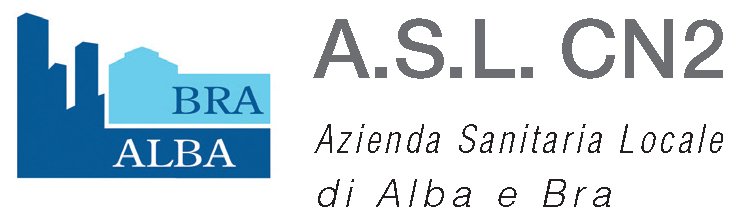 BRA
ALBA
A.S.L. CN2
Azienda Sanitaria Locale
di Alba e Bra